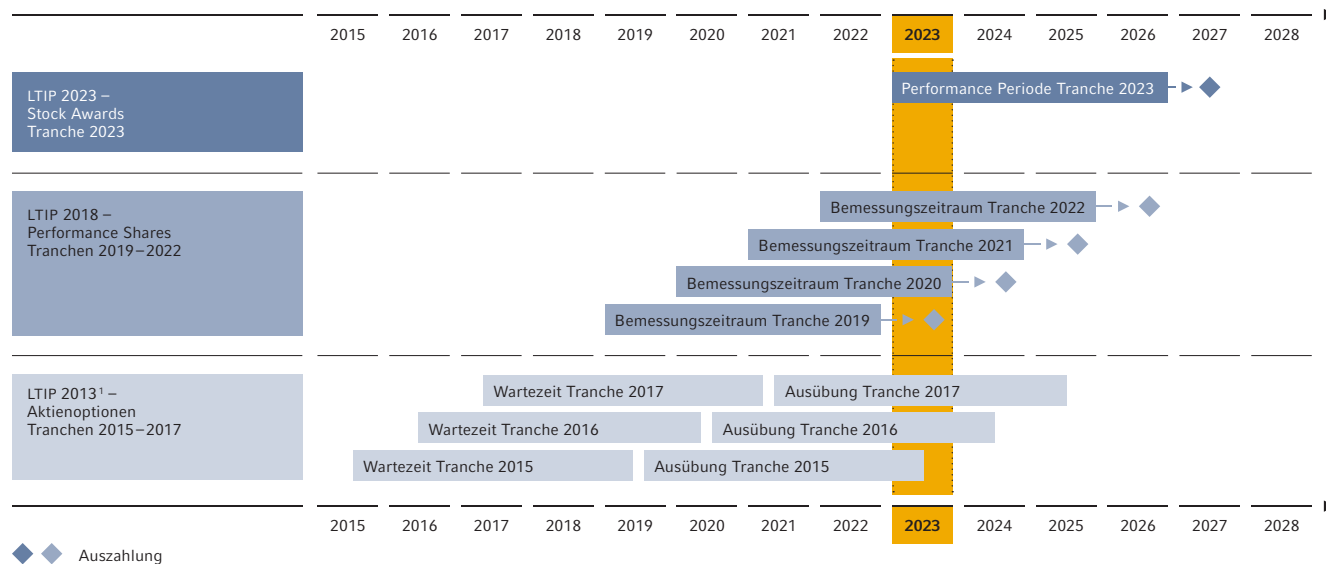 2015 2016 2017 2018 2019 2020 2021 2022 2023 2024 2025 2026 2027 2028
LTIP 2023 –
Stock Awards
Tranche 2023
Performance Periode Tranche 2023
LTIP 2018 –
Performance Shares
Tranchen 2019–2022
Bemessungszeitraum Tranche 2022
Bemessungszeitraum Tranche 2021
Bemessungszeitraum Tranche 2020
Bemessungszeitraum Tranche 2019
LTIP 2013¹ –
Aktienoptionen
Tranchen 2015–2017
Wartezeit Tranche 2017 Ausübung Tranche 2017
Wartezeit Tranche 2016 Ausübung Tranche 2016
Wartezeit Tranche 2015 Ausübung Tranche 2015
2015 2016 2017 2018 2019 2020 2021 2022 2023 2024 2025 2026 2027 2028
Auszahlung